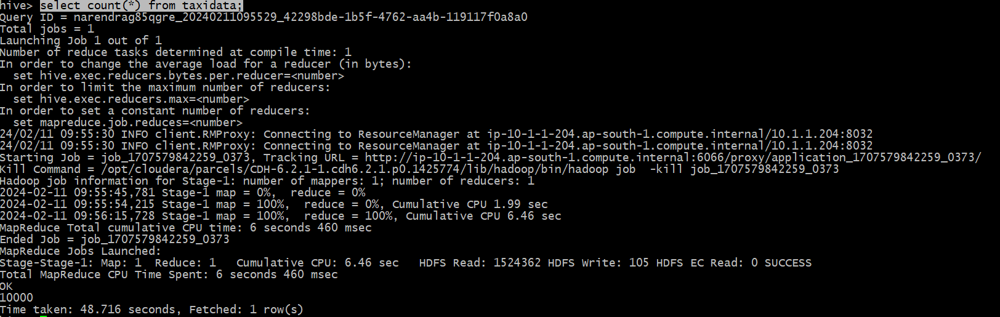 hive> select count(*) from taxidata;
Query ID = narendrag85qgre_20240211095529_42298bde-1b5f-4762-aa4b-119117f0a8a0
Total jobs = 1
Launching Job 1 out of 1
Number of reduce tasks determined at compile time: 1
In order to change the average load for a reducer (in bytes):
  set hive.exec.reducers.bytes.per.reducer=<number>
In order to limit the maximum number of reducers:
  set hive.exec.reducers.max=<number>
In order to set a constant number of reducers:
  set mapreduce.job.reduces=<number>
24/02/11 09:55:30 INFO client.RMProxy: Connecting to ResourceManager at ip-10-1-1-204.ap-south-1.compute.internal/10.1.1.204:8032
24/02/11 09:55:30 INFO client.RMProxy: Connecting to ResourceManager at ip-10-1-1-204.ap-south-1.compute.internal/10.1.1.204:8032
Starting Job = job_1707579842259_0373, Tracking URL = http://ip-10-1-1-204.ap-south-1.compute.internal:6066/proxy/application_1707579842259_0373/
Kill Command = /opt/cloudera/parcels/CDH-6.2.1-1.cdh6.2.1.p0.1425774/lib/hadoop/bin/hadoop job  -kill job_1707579842259_0373
Hadoop job information for Stage-1: number of mappers: 1; number of reducers: 1
2024-02-11 09:55:45,781 Stage-1 map = 0%,  reduce = 0%
2024-02-11 09:55:54,215 Stage-1 map = 100%,  reduce = 0%, Cumulative CPU 1.99 sec
2024-02-11 09:56:15,728 Stage-1 map = 100%,  reduce = 100%, Cumulative CPU 6.46 sec
MapReduce Total cumulative CPU time: 6 seconds 460 msec
Ended Job = job_1707579842259_0373
MapReduce Jobs Launched:
Stage-Stage-1: Map: 1  Reduce: 1   Cumulative CPU: 6.46 sec   HDFS Read: 1524362 HDFS Write: 105 HDFS EC Read: 0 SUCCESS
Total MapReduce CPU Time Spent: 6 seconds 460 msec
OK
10000
Time taken: 48.716 seconds, Fetched: 1 row(s)